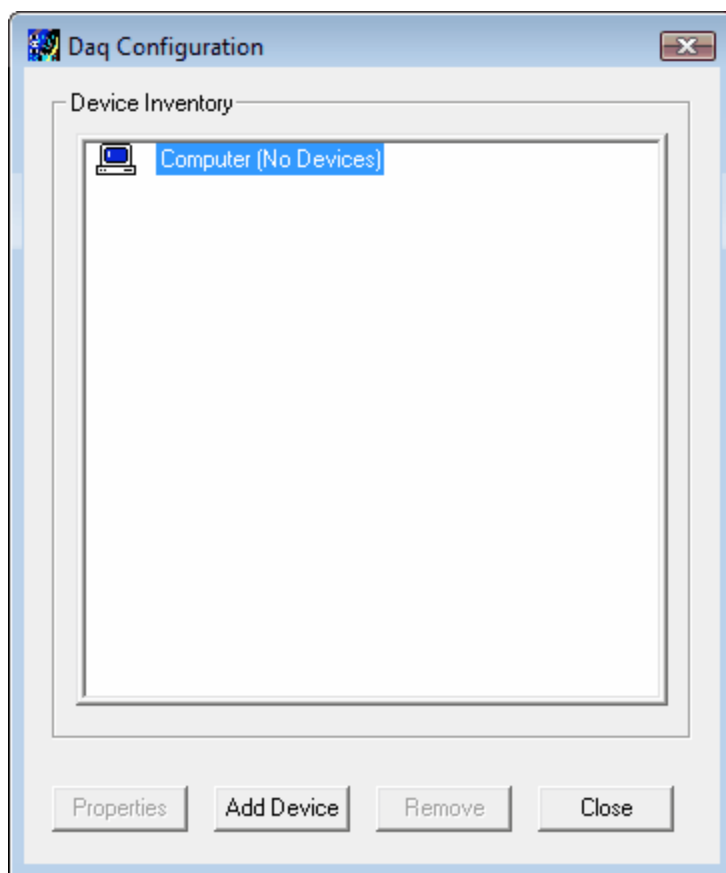 Daq Configuration
Device Inventory
Computer (No Devices)
Properties Add Device Remove Close